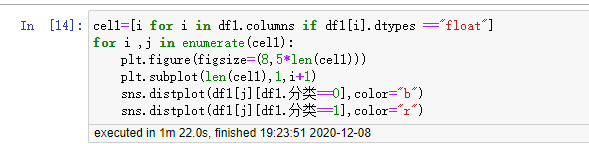 In [14]: cell=[i for i in df1.columns if df1[i].dtypes =="float"]
for i ,j in enumerate(cell):
plt.figure(figsize=(8,5*len(cell)))
plt.subplot(len(cell),1,i+1)
sns.distplot(df1[j][df1.分类==0],color="b")
sns.distplot(df1[j][df1.分类==1],color="r")
executed in 1m 22.0s, finished 19:23:51 2020-12-08